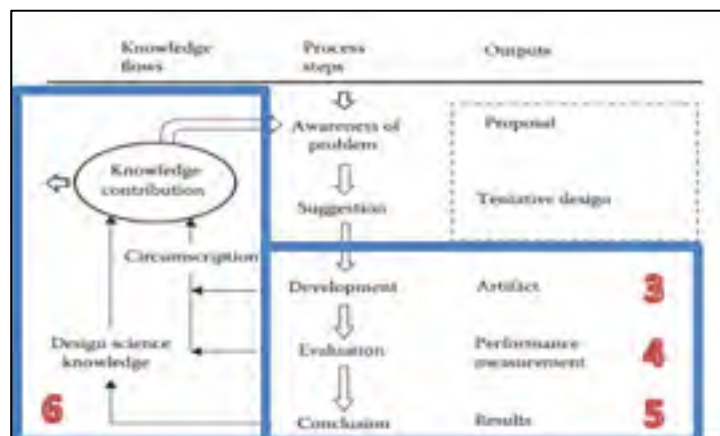 Knowledge flows
Process steps
Outputs
Awareness of problem
Proposal
Knowledge contribution
Suggestion
Tentative design
Circumscription
Development
Artifact
3
Design science knowledge
Evaluation
Performance measurement
4
6
Conclusion
Results
5